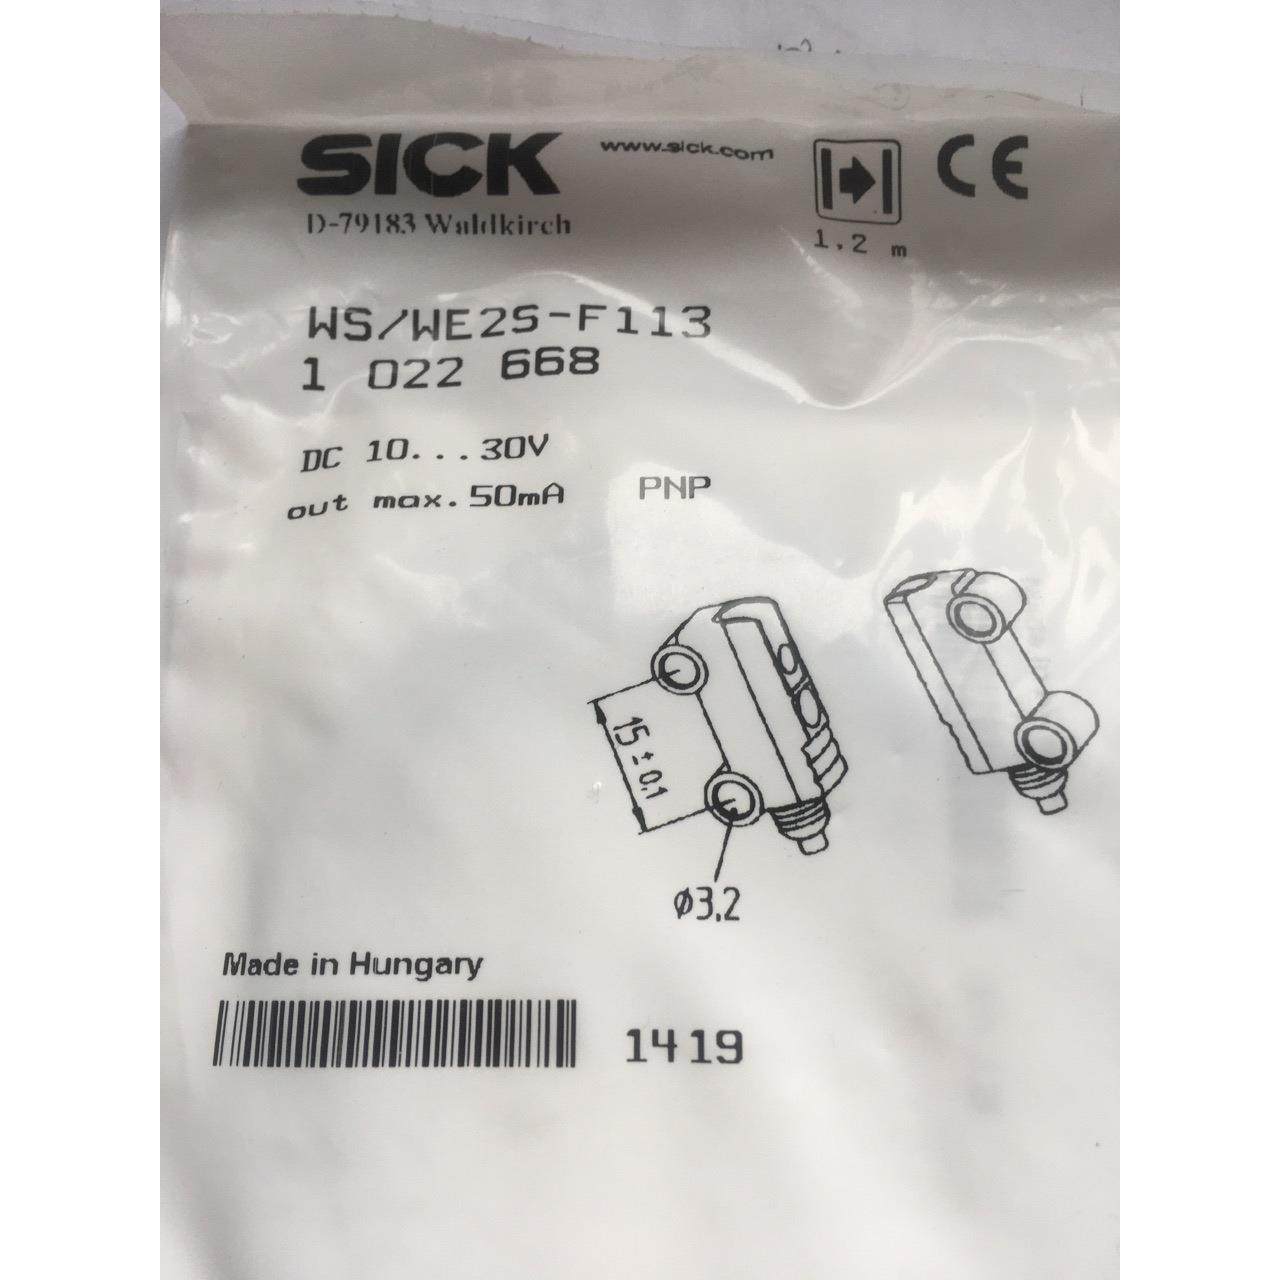 SICK
www.sick.com
CE
D-79183 Waldkirch
1,2 m
WS/WE2S-F113
1 022 668
DC 10...30V
out max. 50mA PNP
15 ± 0.1
Ø3,2
Made in Hungary
1419